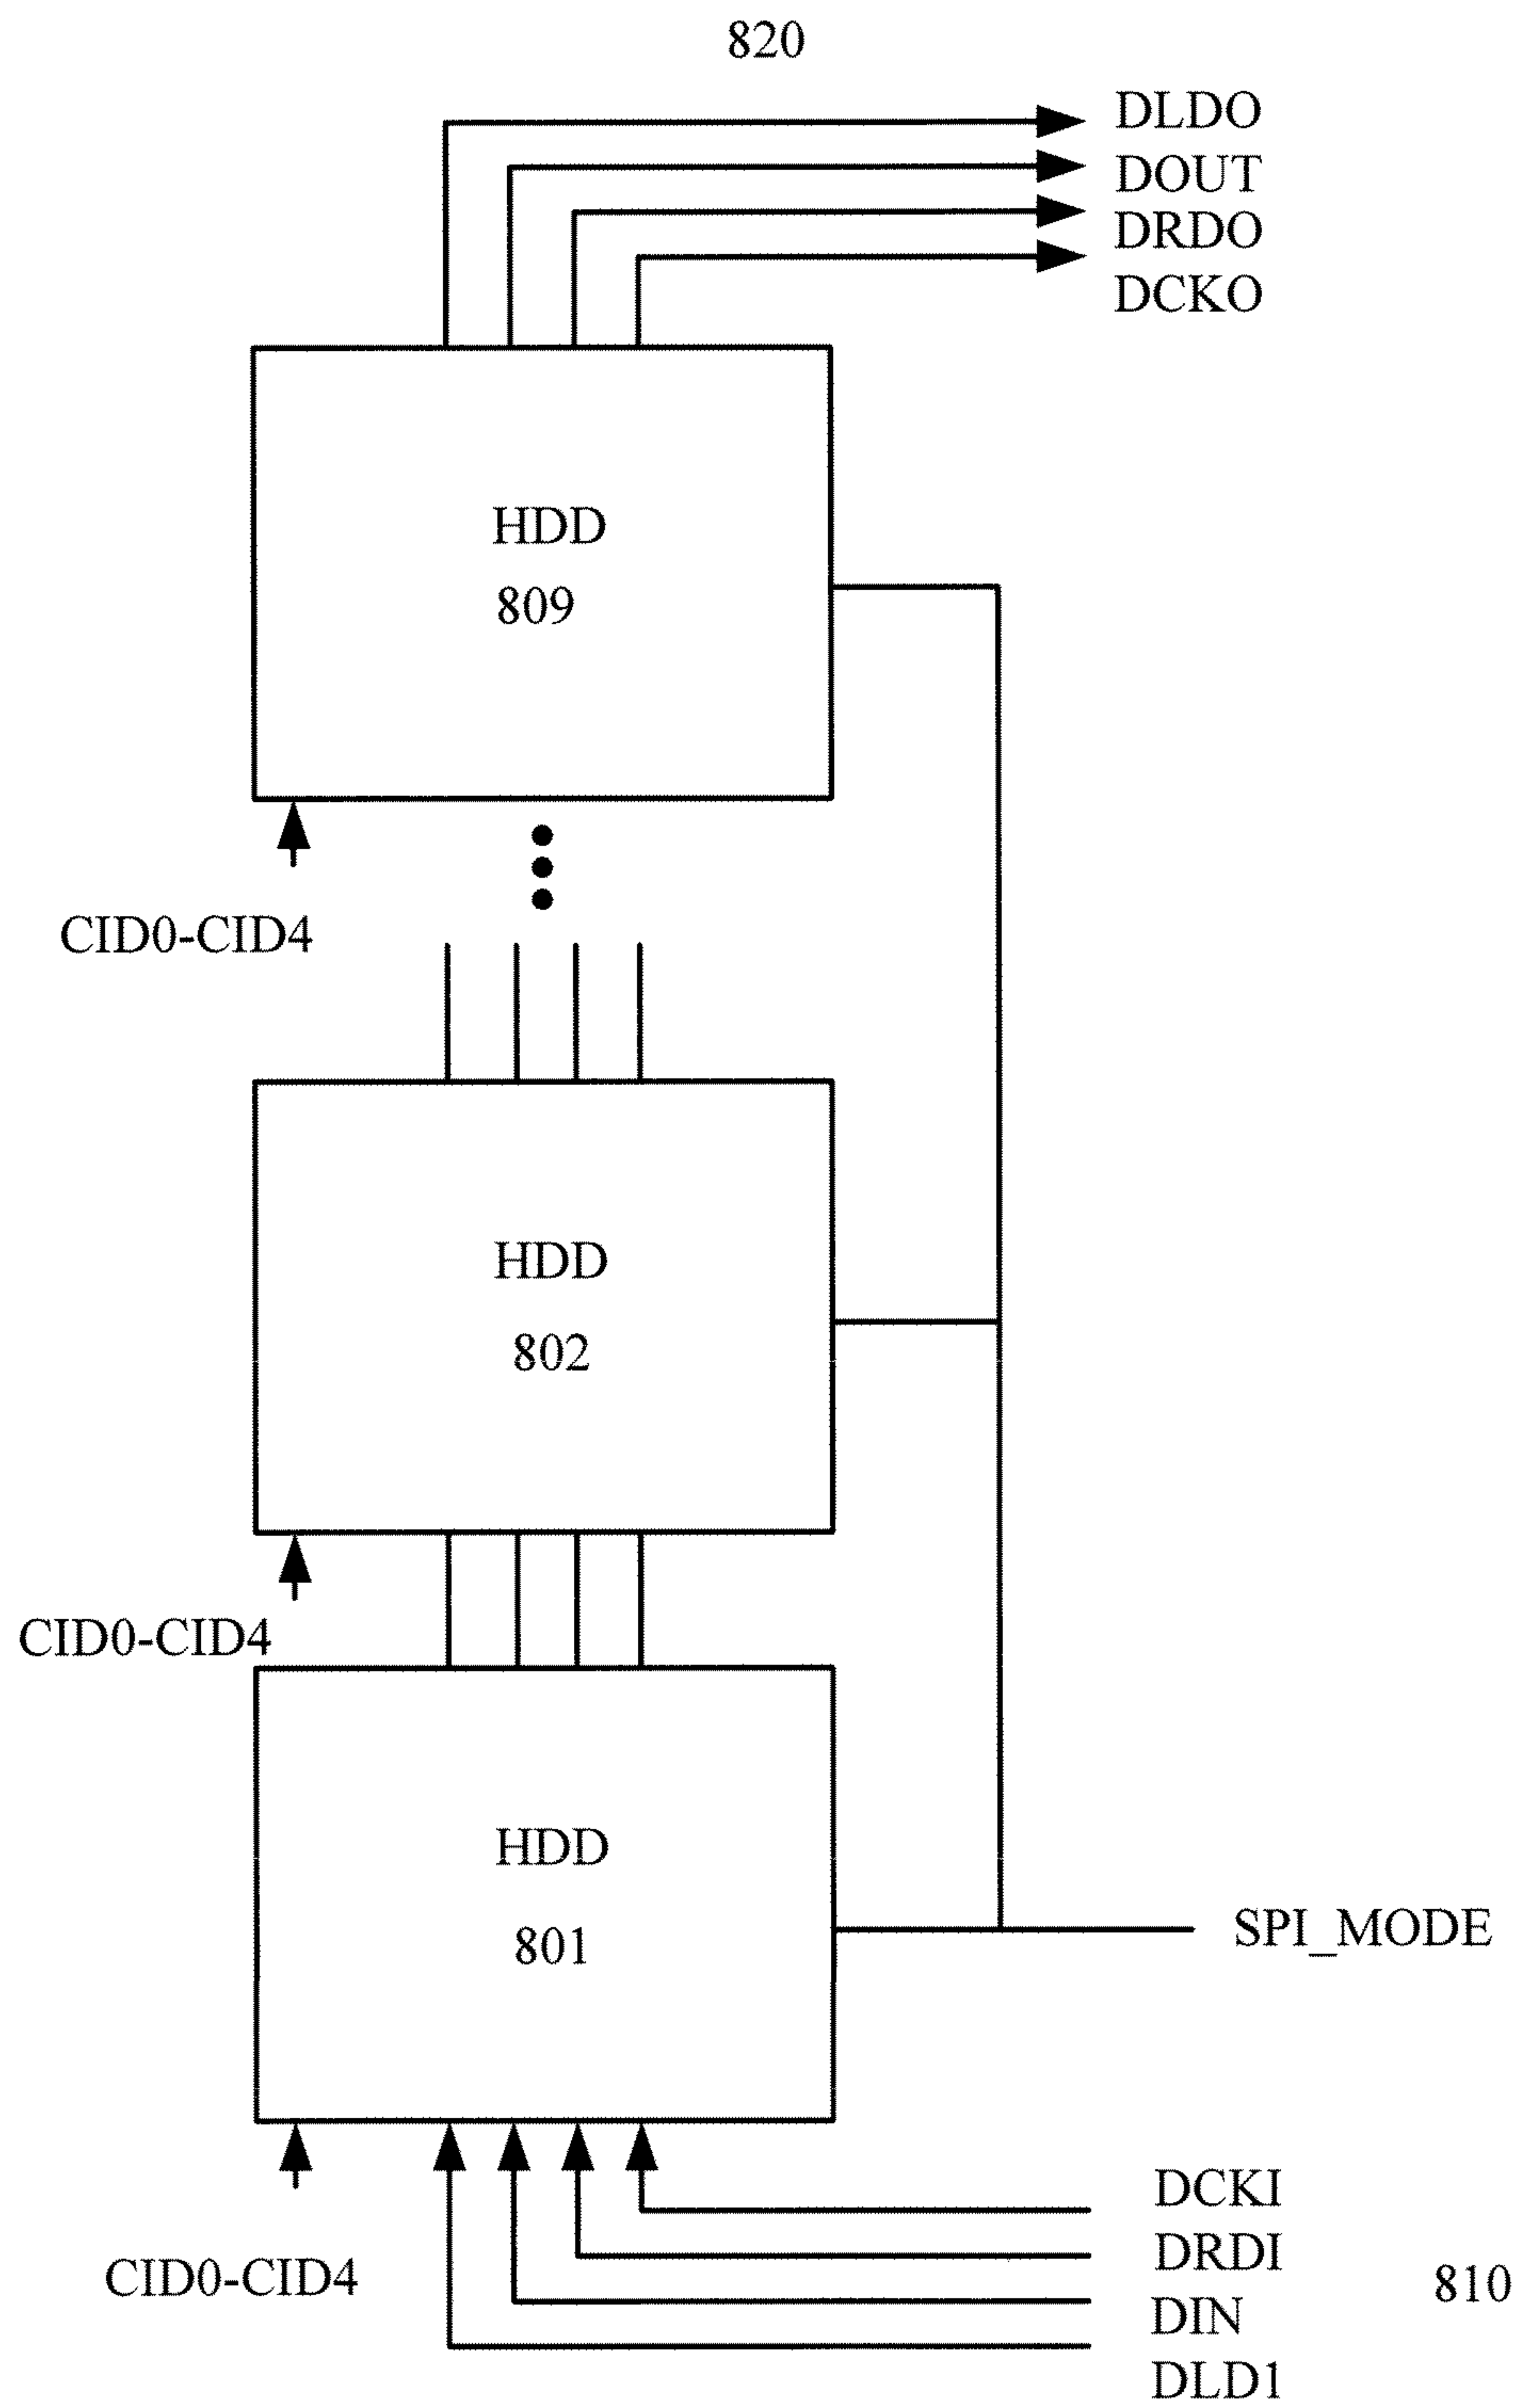 820
DLDO
DOUT
DRDO
DCKO
HDD
809
CID0-CID4
HDD
802
CID0-CID4
HDD
801
SPI_MODE
CID0-CID4
DCKI
DRDI
DIN
DLD1
810